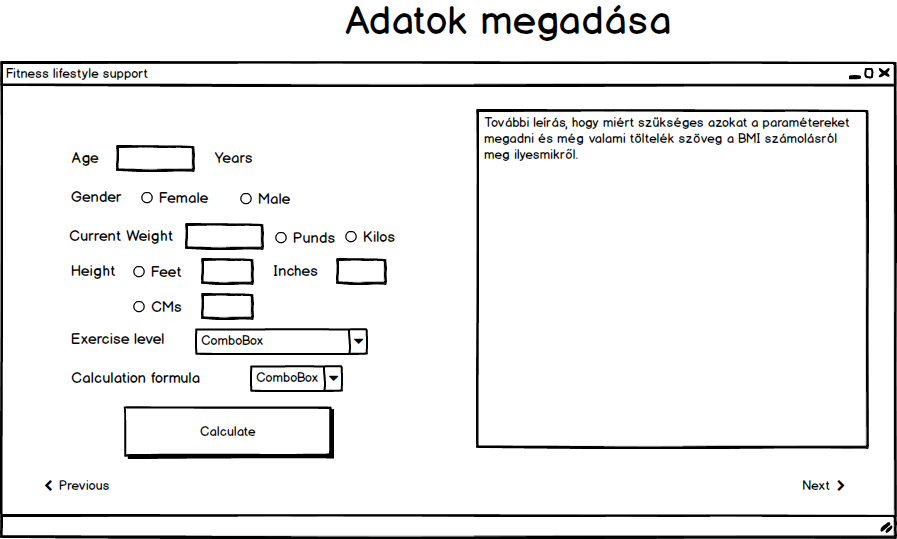 Adatok megadása
Fitness lifestyle support
Age Years
Gender Female Male
Current Weight Punds Kilos
Height Feet Inches
CMs
Exercise level ComboBox
Calculation formula ComboBox
Calculate
További leírás, hogy miért szükséges azokat a paramétereket
megadni és még valami töltelék szöveg a BMI számolásról
meg ilyesmikről.
Previous
Next